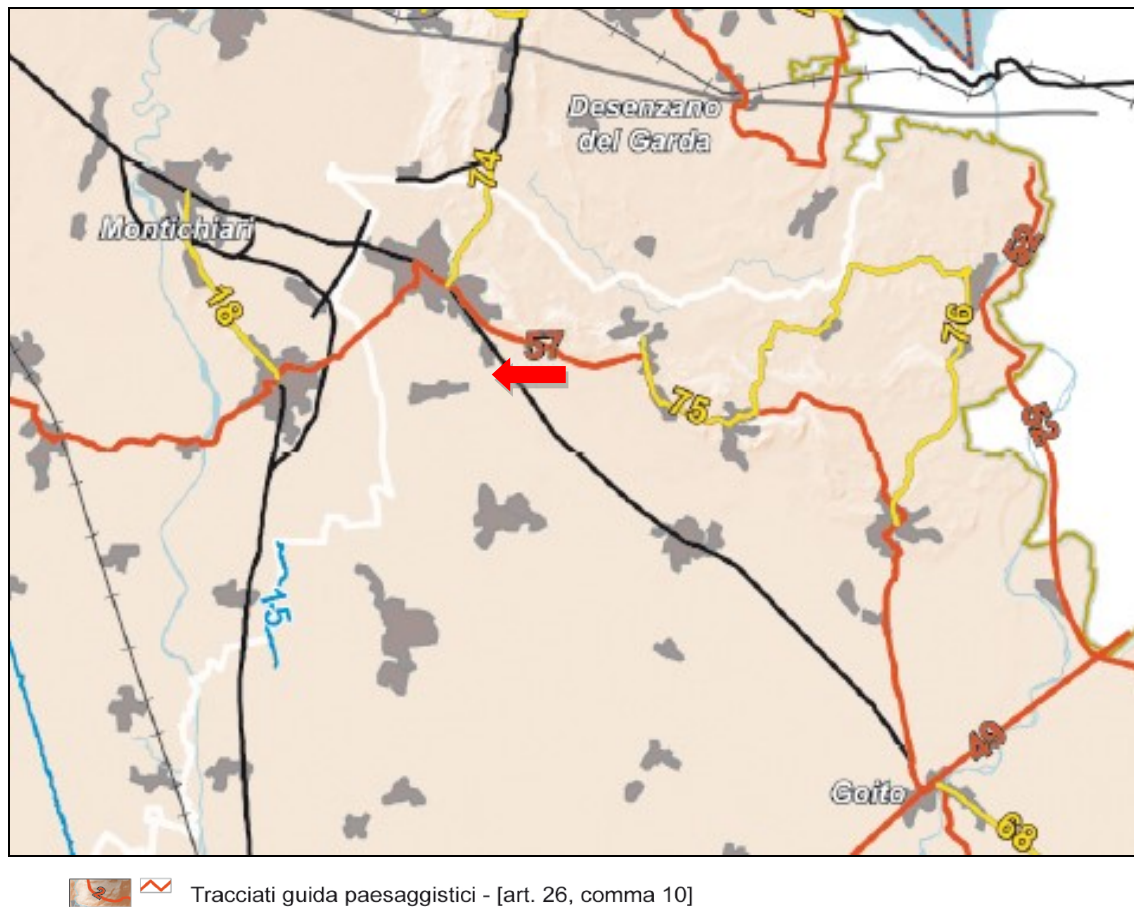 Desenzano
del Garda
74
Montichiari
52
18
76
57
75
52
15
49
Goito
68
Tracciati guida paesaggistici - [art. 26, comma 10]